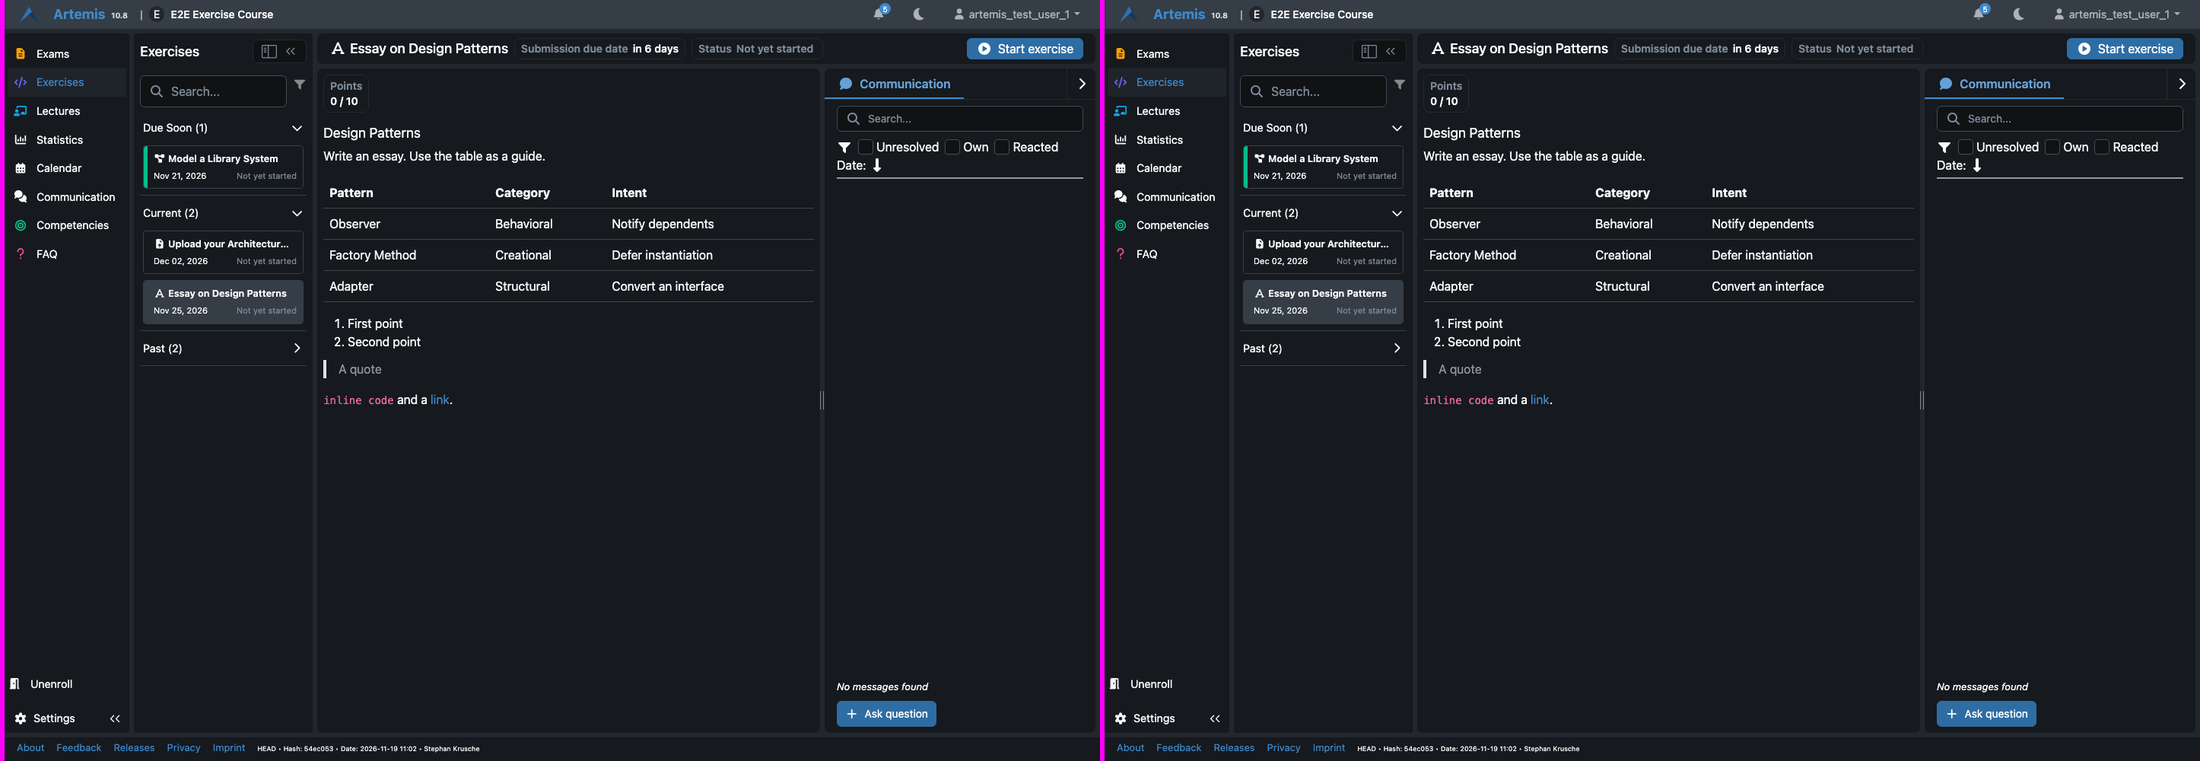 Artemis 10.8 | E E2E Exercise Course
5
artemis_test_user_1
Exams
Exercises
Lectures
Statistics
Calendar
Communication
Competencies
FAQ
Unenroll
Settings
Exercises
Search...
Due Soon (1)
Model a Library System
Nov 21, 2026 Not yet started
Current (2)
Upload your Architectur...
Dec 02, 2026 Not yet started
Essay on Design Patterns
Nov 25, 2026 Not yet started
Past (2)
Essay on Design Patterns Submission due date in 6 days Status Not yet started Start exercise
Points
0 / 10
Design Patterns
Write an essay. Use the table as a guide.
Pattern Category Intent
Observer Behavioral Notify dependents
Factory Method Creational Defer instantiation
Adapter Structural Convert an interface
1. First point
2. Second point
A quote
inline code and a link.
Communication
Search...
Unresolved Own Reacted
Date:
No messages found
+ Ask question
About Feedback Releases Privacy Imprint HEAD • Hash: 54ec053 • Date: 2026-11-19 11:02 • Stephan Krusche
Artemis 10.8 | E E2E Exercise Course
5
artemis_test_user_1
Exams
Exercises
Lectures
Statistics
Calendar
Communication
Competencies
FAQ
Unenroll
Settings
Exercises
Search...
Due Soon (1)
Model a Library System
Nov 21, 2026 Not yet started
Current (2)
Upload your Architectur...
Dec 02, 2026 Not yet started
Essay on Design Patterns
Nov 25, 2026 Not yet started
Past (2)
Essay on Design Patterns Submission due date in 6 days Status Not yet started Start exercise
Points
0 / 10
Design Patterns
Write an essay. Use the table as a guide.
Pattern Category Intent
Observer Behavioral Notify dependents
Factory Method Creational Defer instantiation
Adapter Structural Convert an interface
1. First point
2. Second point
A quote
inline code and a link.
Communication
Search...
Unresolved Own Reacted
Date:
No messages found
+ Ask question
About Feedback Releases Privacy Imprint HEAD • Hash: 54ec053 • Date: 2026-11-19 11:02 • Stephan Krusche